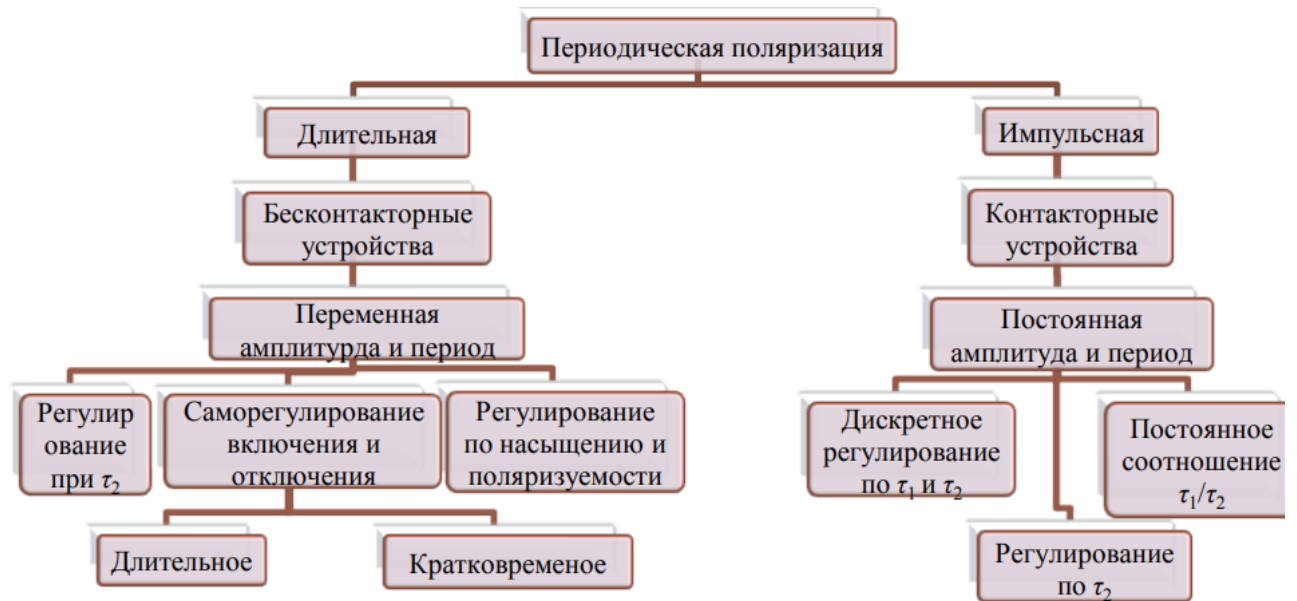 Периодическая поляризация
Длительная
Импульсная
Бесконтакторные
устройства
Контакторные
устройства
Переменная
амплитурда и период
Постоянная
амплитуда и период
Регулир
ование
при τ₂
Саморегулирование
включения и
отключения
Регулирование
по насыщению и
поляризуемости
Дискретное
регулирование
по τ₁ и τ₂
Постоянное
соотношение
τ₁/τ₂
Длительное
Кратковременое
Регулирование
по τ₂